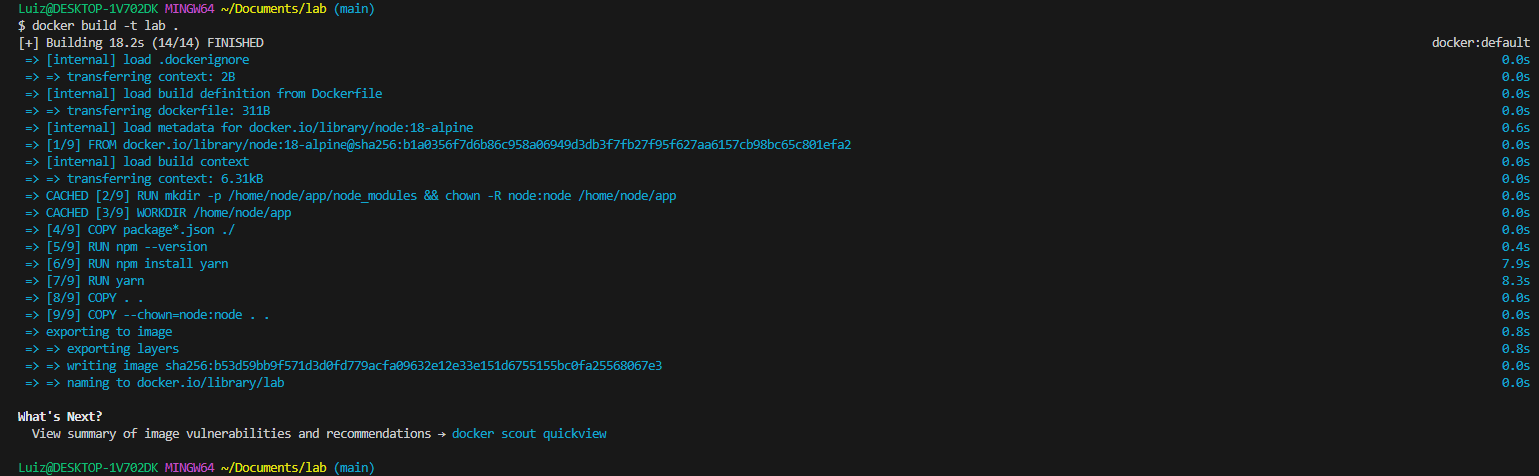 Luiz@DESKTOP-1V702DK MINGW64 ~/Documents/lab (main)
$ docker build -t lab .
[+] Building 18.2s (14/14) FINISHED docker:default
=> [internal] load .dockerignore 0.0s
=> => transferring context: 2B 0.0s
=> [internal] load build definition from Dockerfile 0.0s
=> => transferring dockerfile: 311B 0.0s
=> [internal] load metadata for docker.io/library/node:18-alpine 0.6s
=> [1/9] FROM docker.io/library/node:18-alpine@sha256:b1a0356f7d6b86c958a06949d3db3f7fb27f95f627aa6157cb98bc65c801efa2 0.0s
=> [internal] load build context 0.0s
=> => transferring context: 6.31kB 0.0s
=> CACHED [2/9] RUN mkdir -p /home/node/app/node_modules && chown -R node:node /home/node/app 0.0s
=> CACHED [3/9] WORKDIR /home/node/app 0.0s
=> [4/9] COPY package*.json ./ 0.0s
=> [5/9] RUN npm --version 0.4s
=> [6/9] RUN npm install yarn 7.9s
=> [7/9] RUN yarn 8.3s
=> [8/9] COPY . . 0.0s
=> [9/9] COPY --chown=node:node . . 0.0s
=> exporting to image 0.8s
=> => exporting layers 0.8s
=> => writing image sha256:b53d59bb9f571d3d0fd779acfa09632e12e33e151d6755155bc0fa25568067e3 0.0s
=> => naming to docker.io/library/lab 0.0s
What's Next?
View summary of image vulnerabilities and recommendations → docker scout quickview
Luiz@DESKTOP-1V702DK MINGW64 ~/Documents/lab (main)